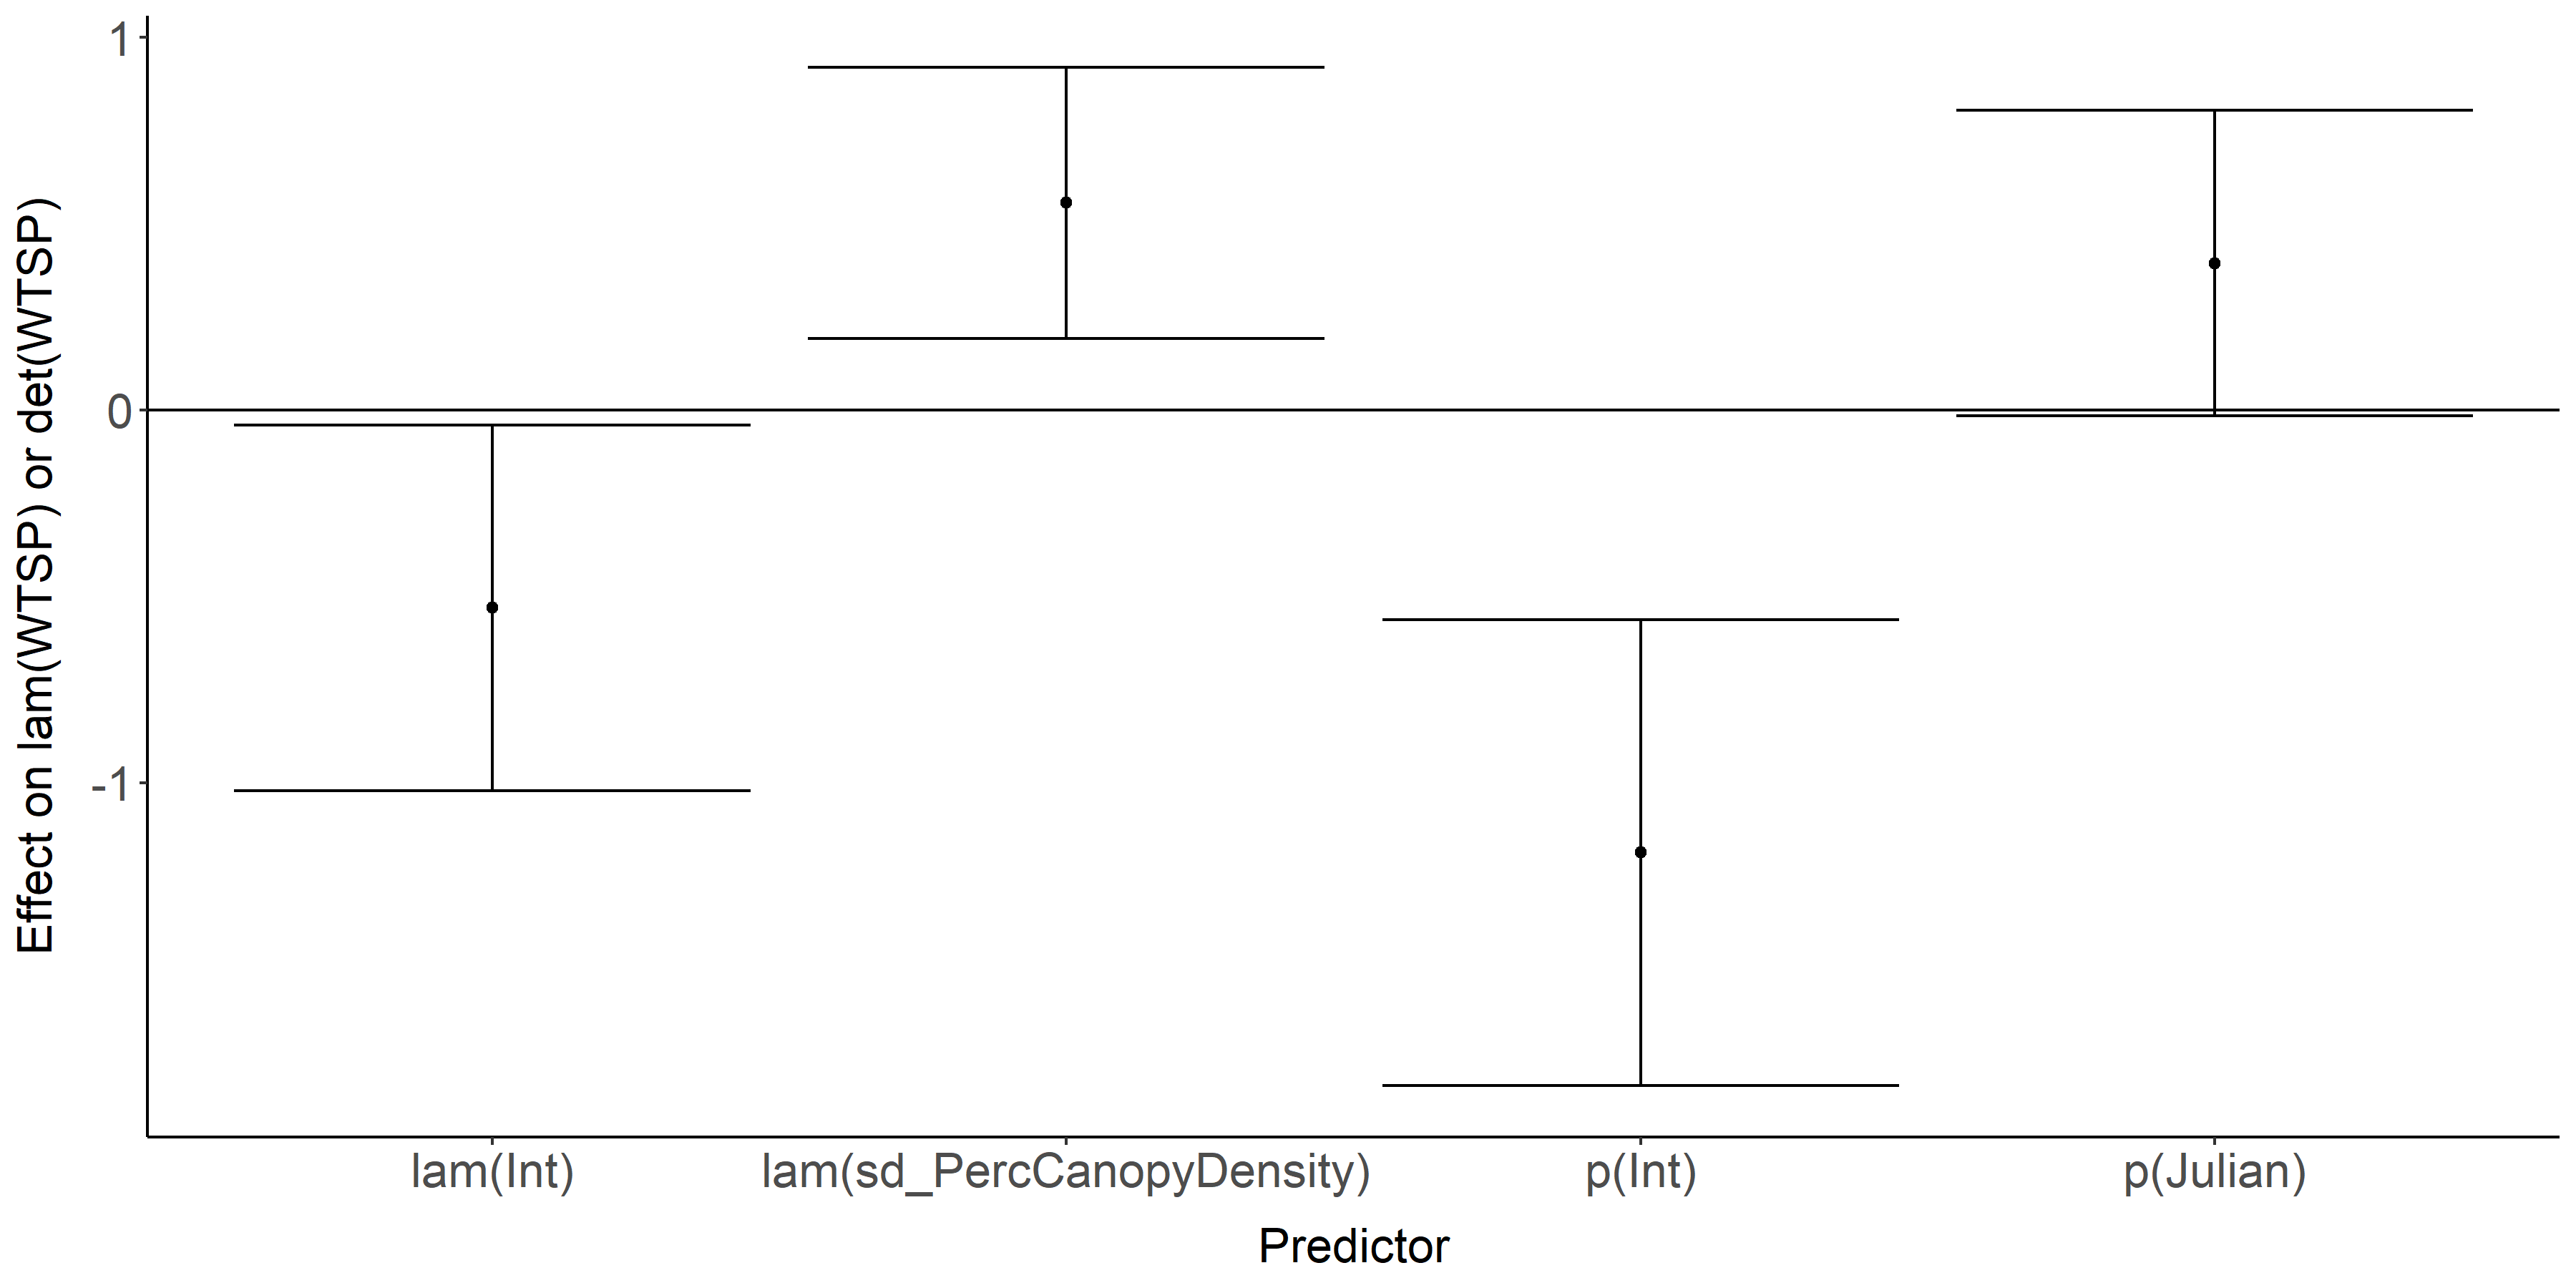 Effect on lam(WTSP) or det(WTSP)
1
0
-1
lam(Int) lam(sd_PercCanopyDensity) p(Int) p(Julian)
Predictor